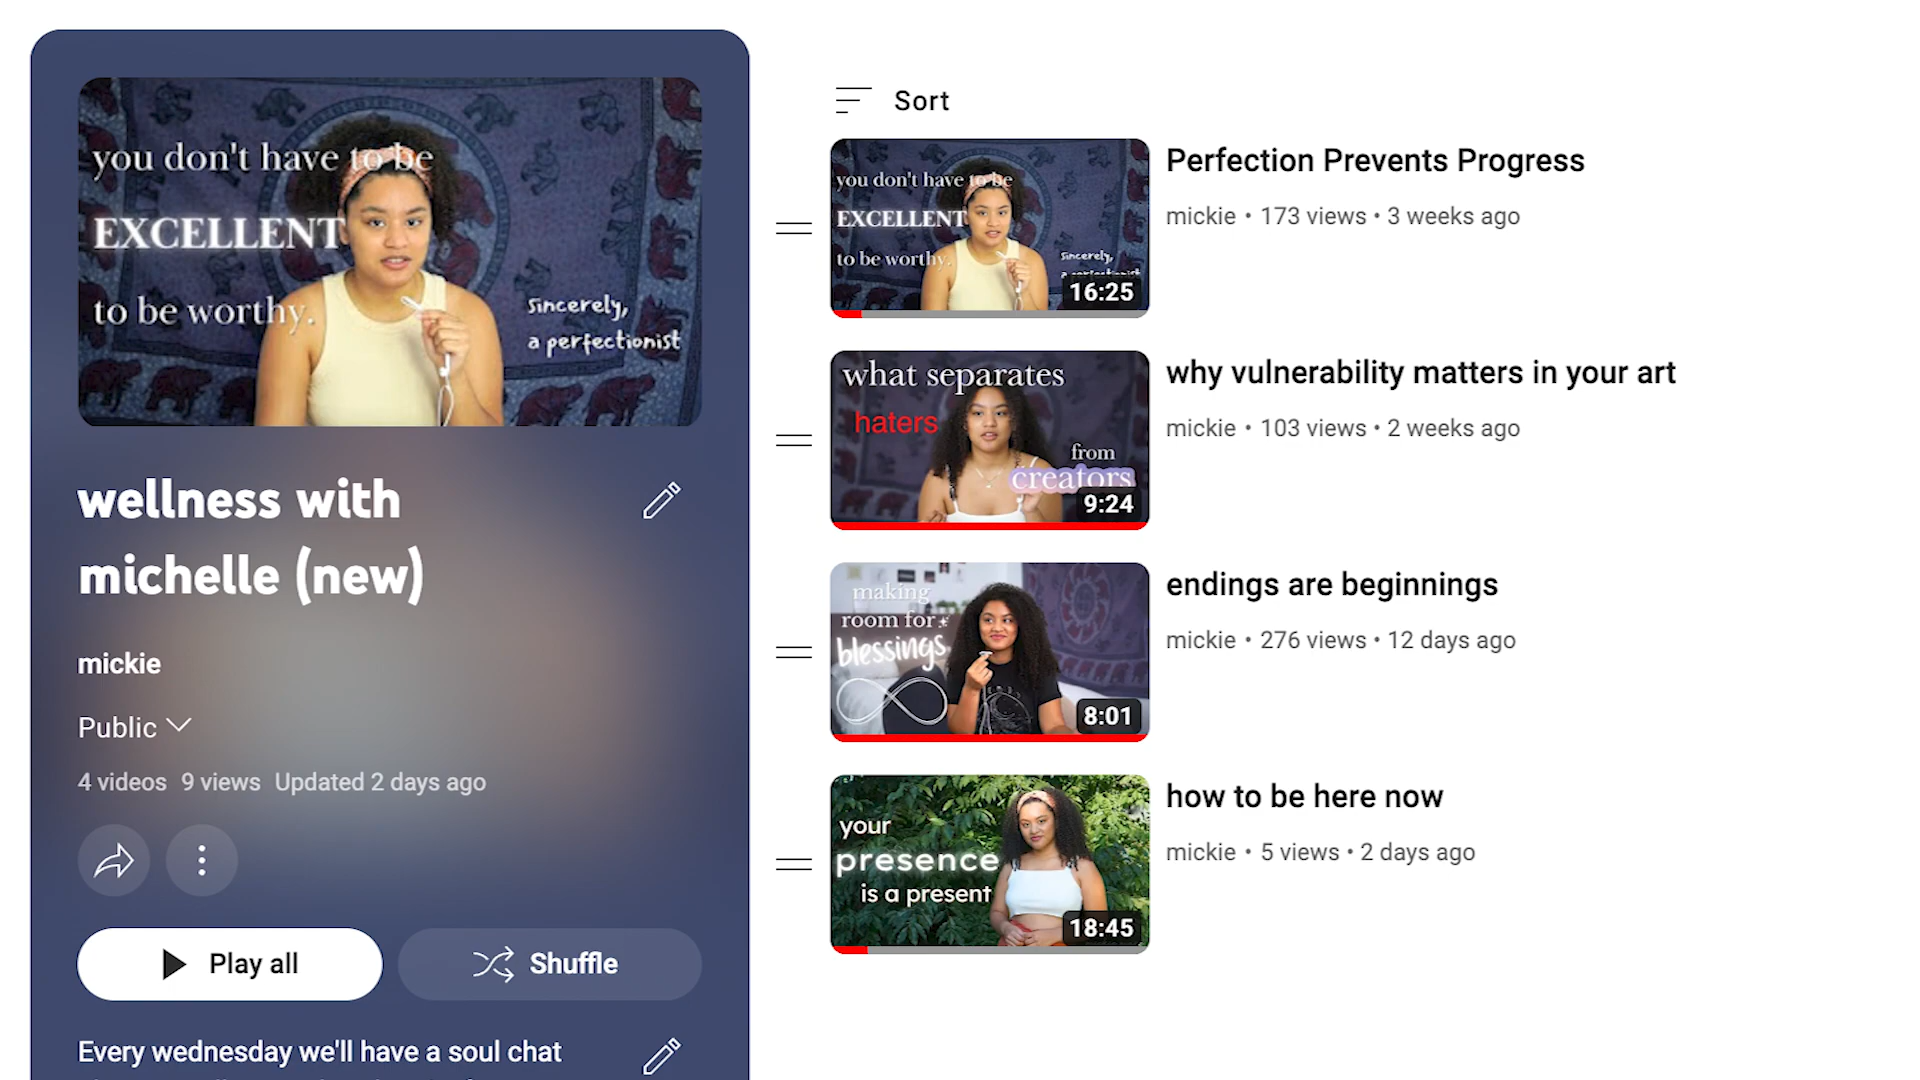 you don't have to be
EXCELLENT
to be worthy.
sincerely,
a perfectionist
wellness with
michelle (new)
mickie
Public
4 videos 9 views Updated 2 days ago
Play all
Shuffle
Every wednesday we'll have a soul chat
Sort
you don't have to be
EXCELLENT
to be worthy.
sincerely,
a perfectionist
16:25
Perfection Prevents Progress
mickie • 173 views • 3 weeks ago
what separates
haters
from
creators
9:24
why vulnerability matters in your art
mickie • 103 views • 2 weeks ago
making
room for
blessings
8:01
endings are beginnings
mickie • 276 views • 12 days ago
your
presence
is a present
18:45
how to be here now
mickie • 5 views • 2 days ago